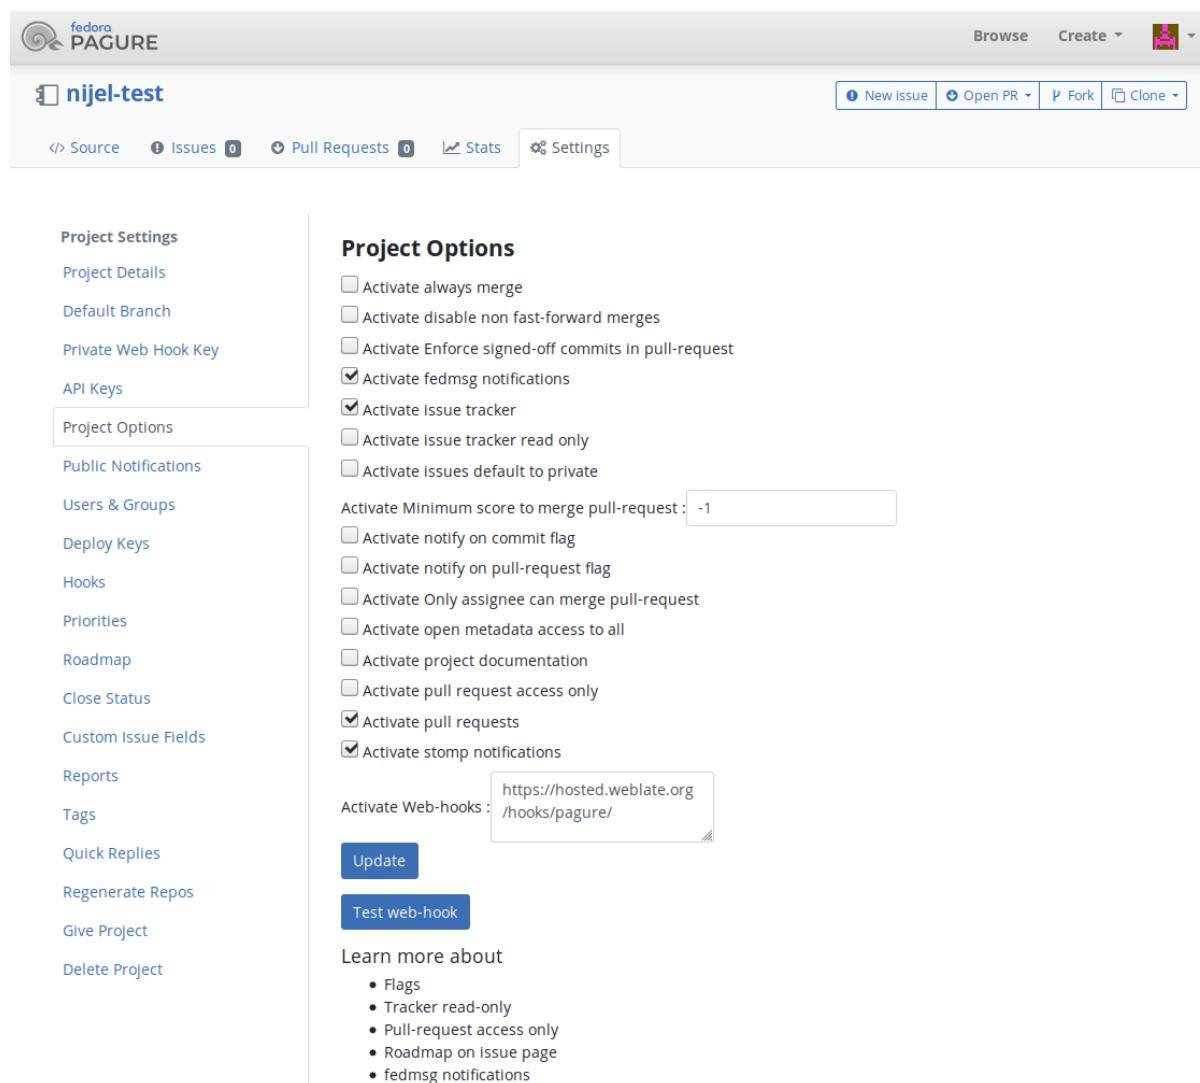 fedora
PAGURE
Browse
Create
nijel-test
New issue
Open PR
Fork
Clone
Source
Issues 0
Pull Requests 0
Stats
Settings
Project Settings
Project Details
Default Branch
Private Web Hook Key
API Keys
Project Options
Public Notifications
Users & Groups
Deploy Keys
Hooks
Priorities
Roadmap
Close Status
Custom Issue Fields
Reports
Tags
Quick Replies
Regenerate Repos
Give Project
Delete Project
Project Options
Activate always merge
Activate disable non fast-forward merges
Activate Enforce signed-off commits in pull-request
Activate fedmsg notifications
Activate issue tracker
Activate issue tracker read only
Activate issues default to private
Activate Minimum score to merge pull-request : -1
Activate notify on commit flag
Activate notify on pull-request flag
Activate Only assignee can merge pull-request
Activate open metadata access to all
Activate project documentation
Activate pull request access only
Activate pull requests
Activate stomp notifications
Activate Web-hooks :
https://hosted.weblate.org
/hooks/pagure/
Update
Test web-hook
Learn more about
Flags
Tracker read-only
Pull-request access only
Roadmap on issue page
fedmsg notifications